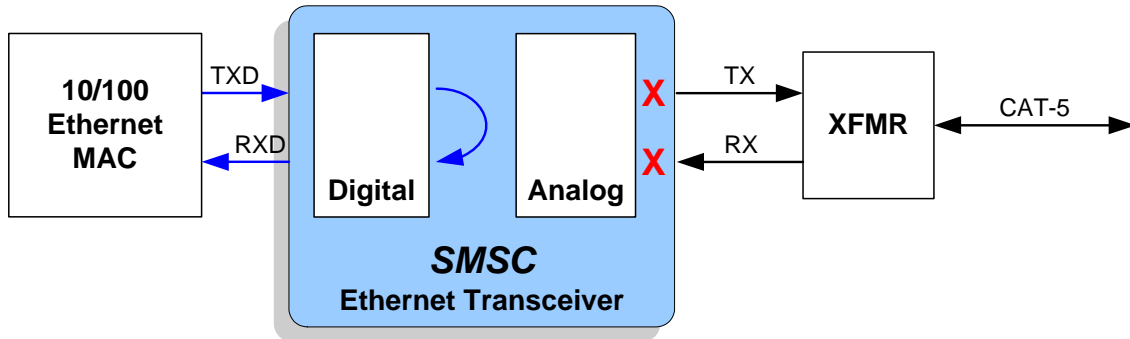 10/100
Ethernet
MAC
TXD
RXD
Digital
Analog
X
X
SMSC
Ethernet Transceiver
TX
RX
XFMR
CAT-5